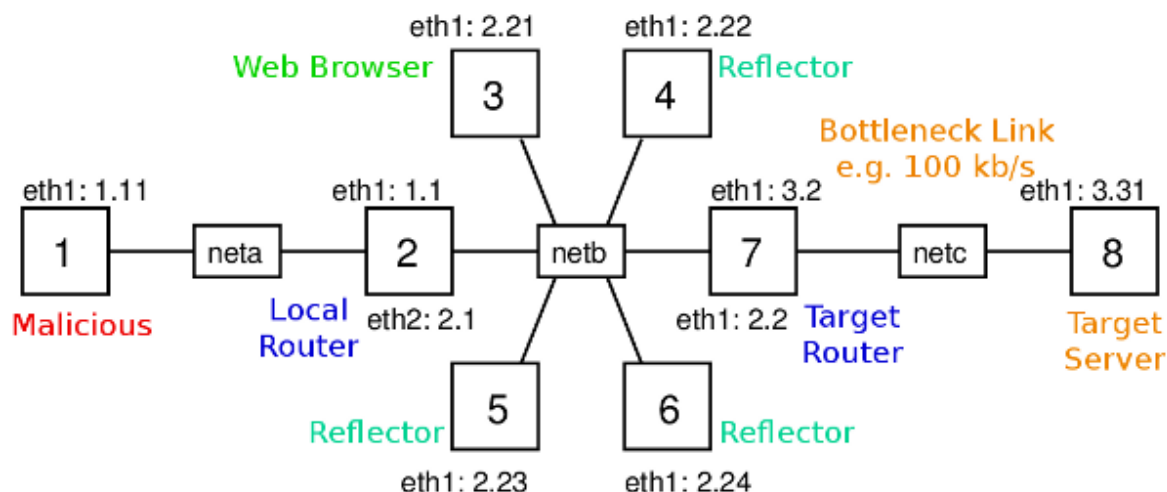 eth1: 2.21
eth1: 2.22
Web Browser
3
4
Reflector
Bottleneck Link
e.g. 100 kb/s
eth1: 1.11
eth1: 1.1
eth1: 3.2
eth1: 3.31
1
neta
2
netb
7
netc
8
Malicious
Local
Router
eth2: 2.1
eth1: 2.2
Target
Router
Target
Server
5
6
Reflector
Reflector
eth1: 2.23
eth1: 2.24